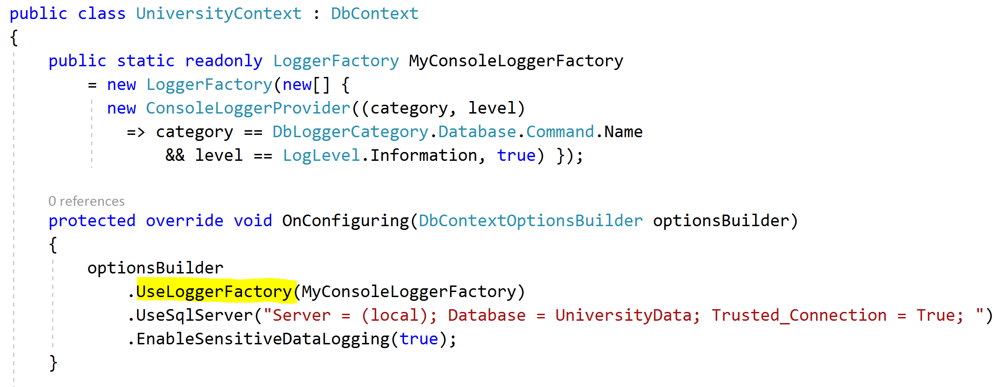 public class UniversityContext : DbContext
{
public static readonly LoggerFactory MyConsoleLoggerFactory
= new LoggerFactory(new[] {
new ConsoleLoggerProvider((category, level)
=> category == DbLoggerCategory.Database.Command.Name
&& level == LogLevel.Information, true) });
0 references
protected override void OnConfiguring(DbContextOptionsBuilder optionsBuilder)
{
optionsBuilder
.UseLoggerFactory(MyConsoleLoggerFactory)
.UseSqlServer("Server = (local); Database = UniversityData; Trusted_Connection = True; ")
.EnableSensitiveDataLogging(true);
}